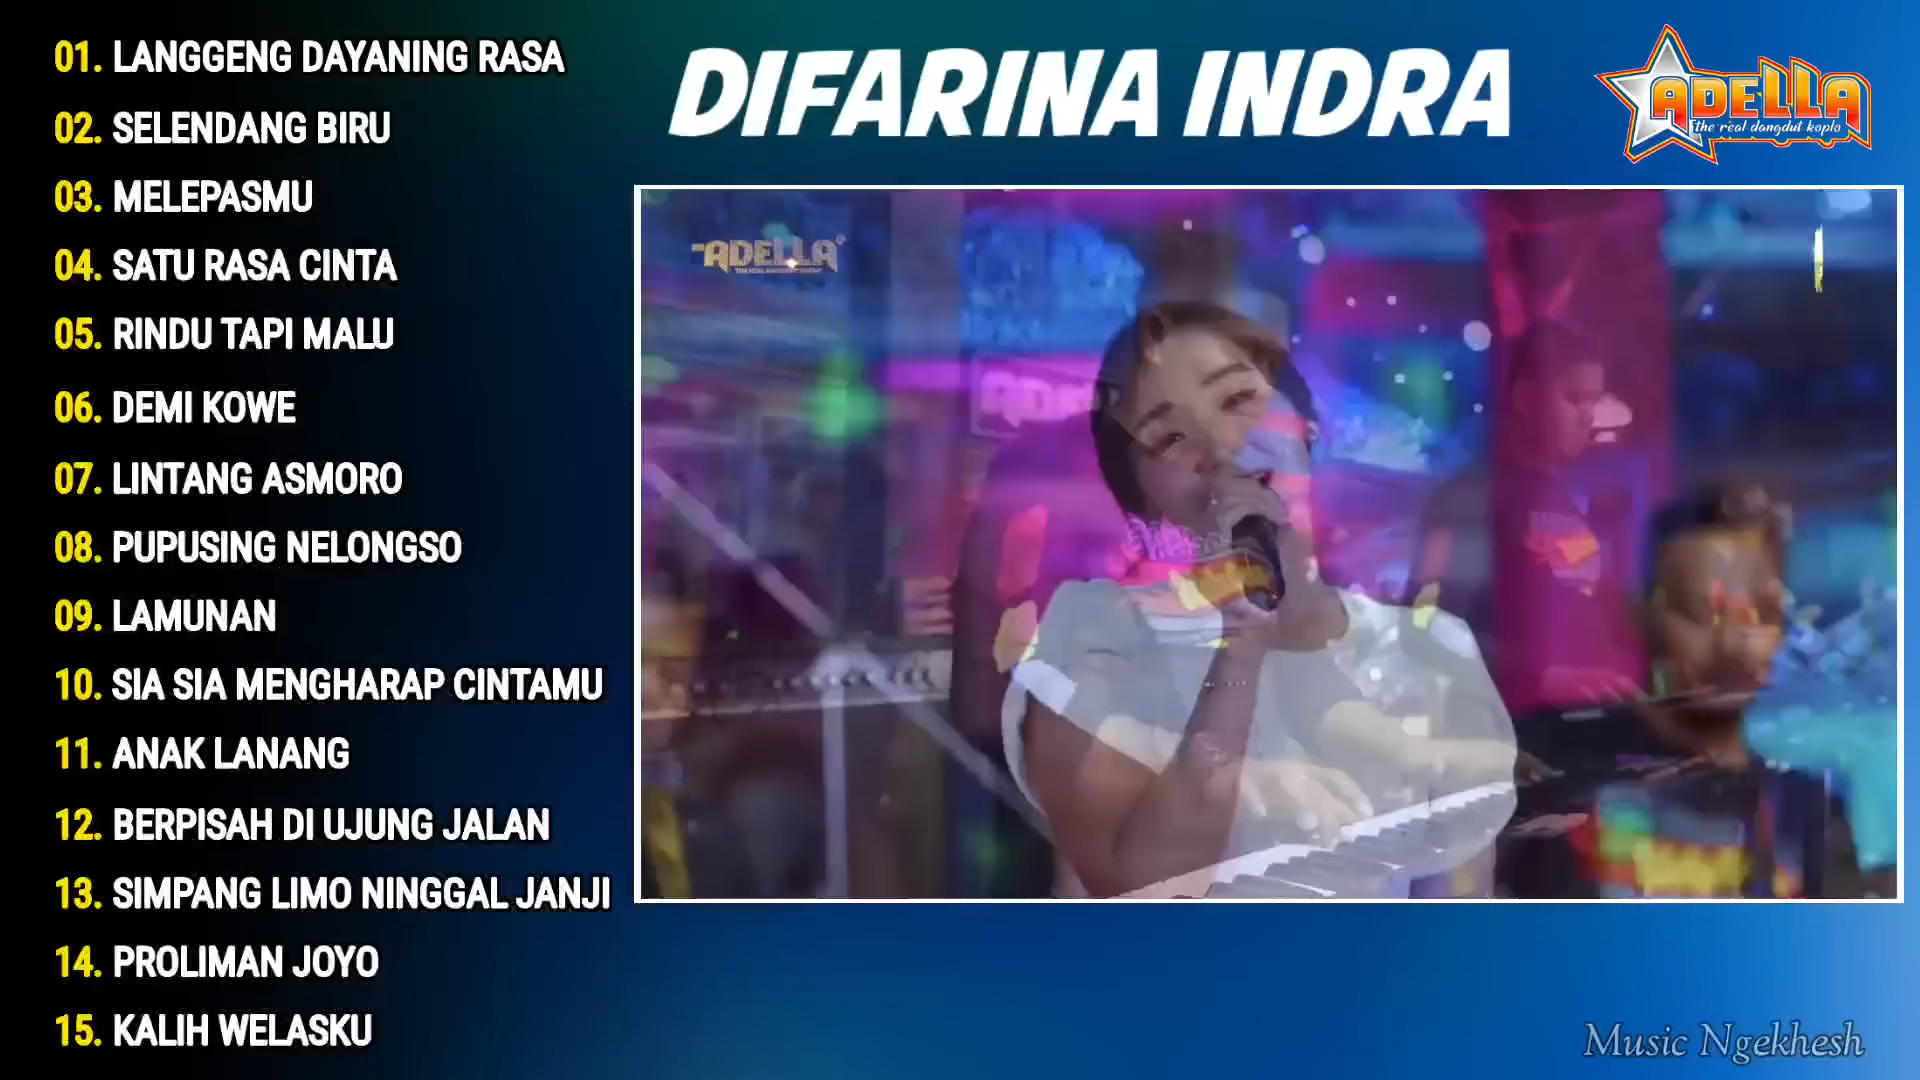 01. LANGGENG DAYANING RASA
02. SELENDANG BIRU
03. MELEPASMU
04. SATU RASA CINTA
05. RINDU TAPI MALU
06. DEMI KOWE
07. LINTANG ASMORO
08. PUPUSING NELONGSO
09. LAMUNAN
10. SIA SIA MENGHARAP CINTAMU
11. ANAK LANANG
12. BERPISAH DI UJUNG JALAN
13. SIMPANG LIMO NINGGAL JANJI
14. PROLIMAN JOYO
15. KALIH WELASKU
DIFARINA INDRA
ADELLA
the real dangdut koplo
ADELLA
Music Ngekhesh